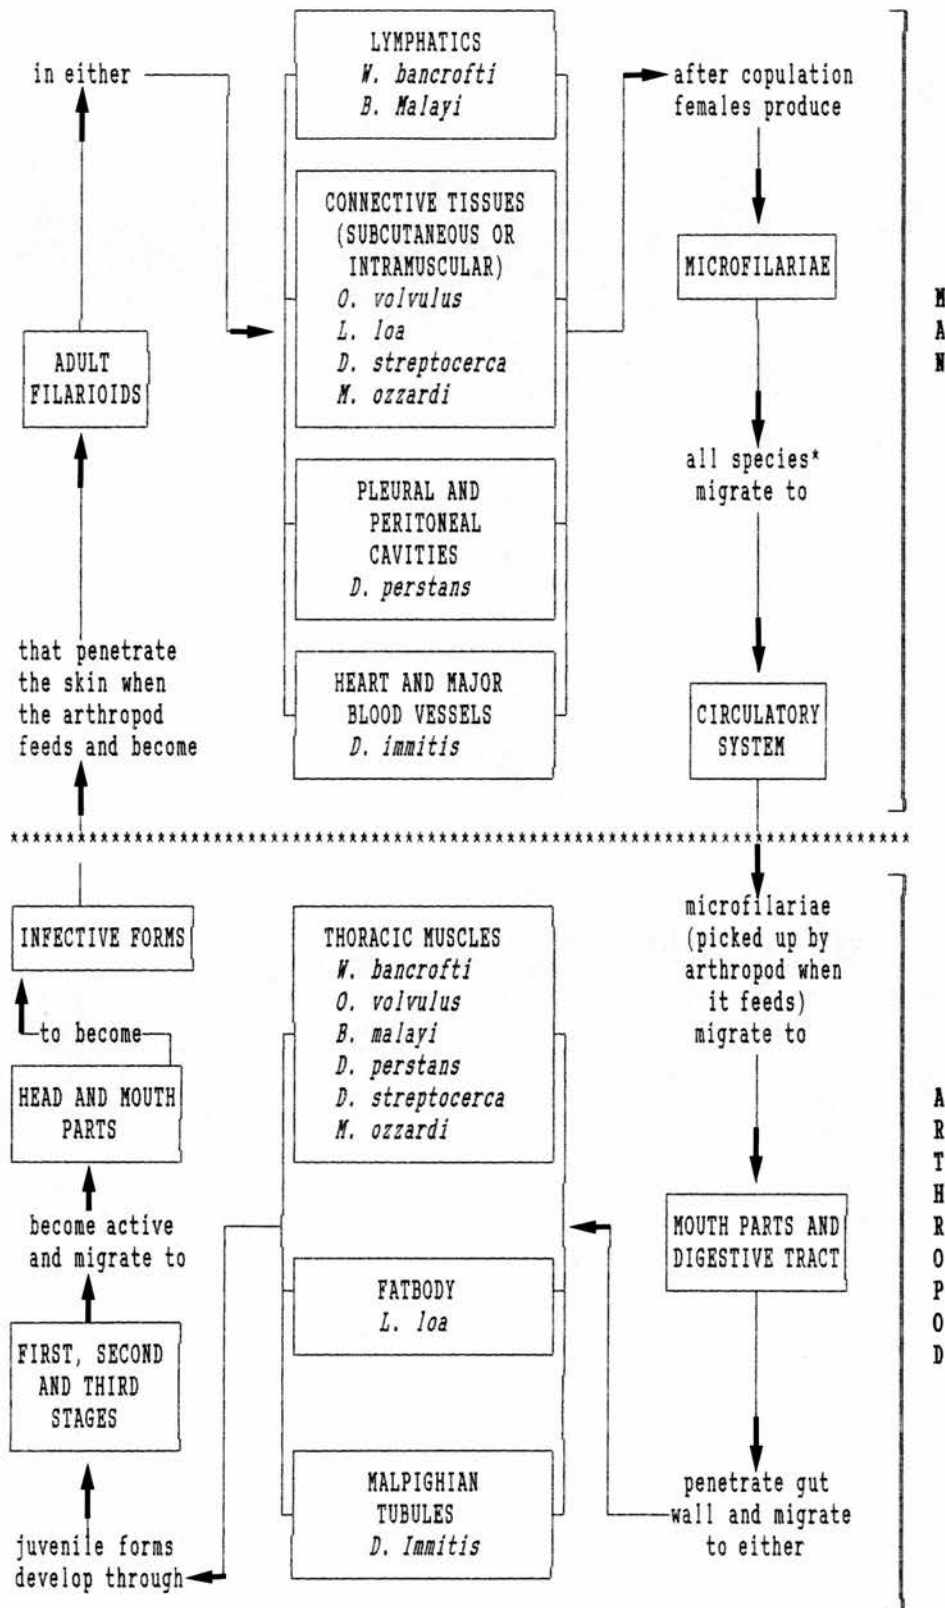 in either
LYMPHATICS
W. bancrofti
B. Malayi
CONNECTIVE TISSUES
(SUBCUTANEOUS OR
INTRAMUSCULAR)
O. volvulus
L. loa
D. streptocerca
M. ozzardi
PLEURAL AND
PERITONEAL
CAVITIES
D. perstans
HEART AND MAJOR
BLOOD VESSELS
D. immitis
after copulation
females produce
MICROFILARIAE
all species*
migrate to
CIRCULATORY
SYSTEM
MAN
ADULT
FILARIOIDS
that penetrate
the skin when
the arthropod
feeds and become
****************************************************************************
microfilariae
(picked up by
arthropod when
it feeds)
migrate to
MOUTH PARTS AND
DIGESTIVE TRACT
penetrate gut
wall and migrate
to either
THORACIC MUSCLES
W. bancrofti
O. volvulus
B. malayi
D. perstans
D. streptocerca
M. ozzardi
FATBODY
L. loa
MALPIGHIAN
TUBULES
D. Immitis
juvenile forms
develop through
FIRST, SECOND
AND THIRD
STAGES
become active
and migrate to
HEAD AND MOUTH
PARTS
to become
INFECTIVE FORMS
ARTHROPOD